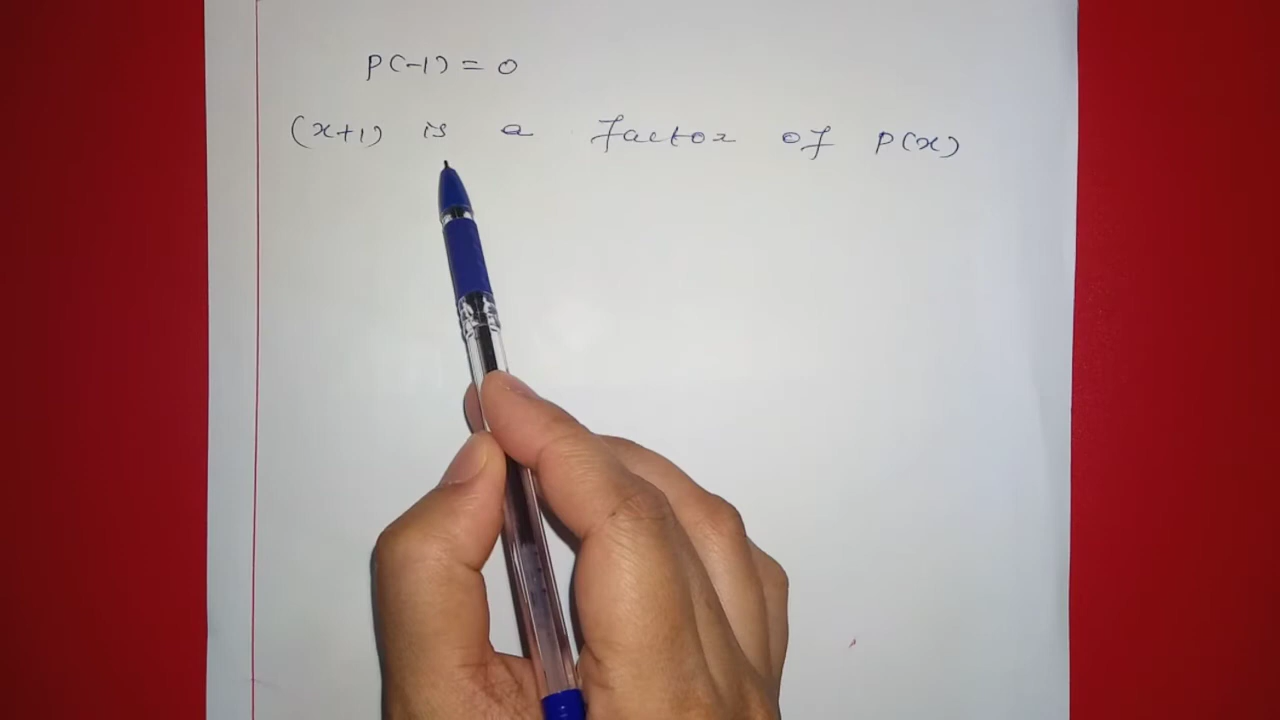 P(-1) = 0
(x+1) is a factor of P(x)